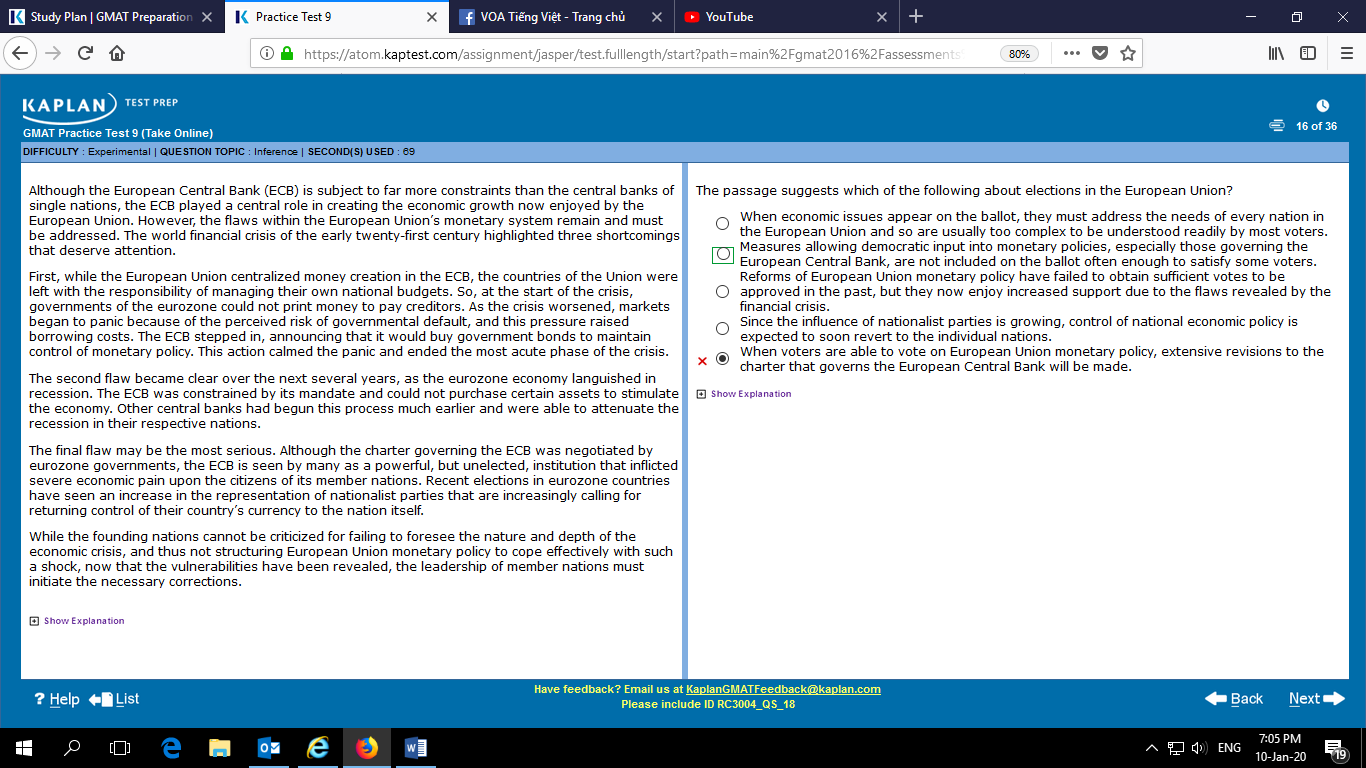 Study Plan | GMAT Preparation
Practice Test 9
VOA Tiếng Việt - Trang chủ
YouTube
https://atom.kaptest.com/assignment/jasper/test.fulllength/start?path=main%2Fgmat2016%2Fassessments
80%
KAPLAN TEST PREP
GMAT Practice Test 9 (Take Online)
16 of 36
DIFFICULTY : Experimental | QUESTION TOPIC : Inference | SECOND(S) USED : 69
Although the European Central Bank (ECB) is subject to far more constraints than the central banks of
single nations, the ECB played a central role in creating the economic growth now enjoyed by the
European Union. However, the flaws within the European Union's monetary system remain and must
be addressed. The world financial crisis of the early twenty-first century highlighted three shortcomings
that deserve attention.
First, while the European Union centralized money creation in the ECB, the countries of the Union were
left with the responsibility of managing their own national budgets. So, at the start of the crisis,
governments of the eurozone could not print money to pay creditors. As the crisis worsened, markets
began to panic because of the perceived risk of governmental default, and this pressure raised
borrowing costs. The ECB stepped in, announcing that it would buy government bonds to maintain
control of monetary policy. This action calmed the panic and ended the most acute phase of the crisis.
The second flaw became clear over the next several years, as the eurozone economy languished in
recession. The ECB was constrained by its mandate and could not purchase certain assets to stimulate
the economy. Other central banks had begun this process much earlier and were able to attenuate the
recession in their respective nations.
The final flaw may be the most serious. Although the charter governing the ECB was negotiated by
eurozone governments, the ECB is seen by many as a powerful, but unelected, institution that inflicted
severe economic pain upon the citizens of its member nations. Recent elections in eurozone countries
have seen an increase in the representation of nationalist parties that are increasingly calling for
returning control of their country's currency to the nation itself.
While the founding nations cannot be criticized for failing to foresee the nature and depth of the
economic crisis, and thus not structuring European Union monetary policy to cope effectively with such
a shock, now that the vulnerabilities have been revealed, the leadership of member nations must
initiate the necessary corrections.
Show Explanation
The passage suggests which of the following about elections in the European Union?
When economic issues appear on the ballot, they must address the needs of every nation in
the European Union and so are usually too complex to be understood readily by most voters.
Measures allowing democratic input into monetary policies, especially those governing the
European Central Bank, are not included on the ballot often enough to satisfy some voters.
Reforms of European Union monetary policy have failed to obtain sufficient votes to be
approved in the past, but they now enjoy increased support due to the flaws revealed by the
financial crisis.
Since the influence of nationalist parties is growing, control of national economic policy is
expected to soon revert to the individual nations.
When voters are able to vote on European Union monetary policy, extensive revisions to the
charter that governs the European Central Bank will be made.
Show Explanation
? Help
List
Have feedback? Email us at KaplanGMATFeedback@kaplan.com
Please include ID RC3004_QS_18
Back
Next
ENG
7:05 PM
10-Jan-20
19